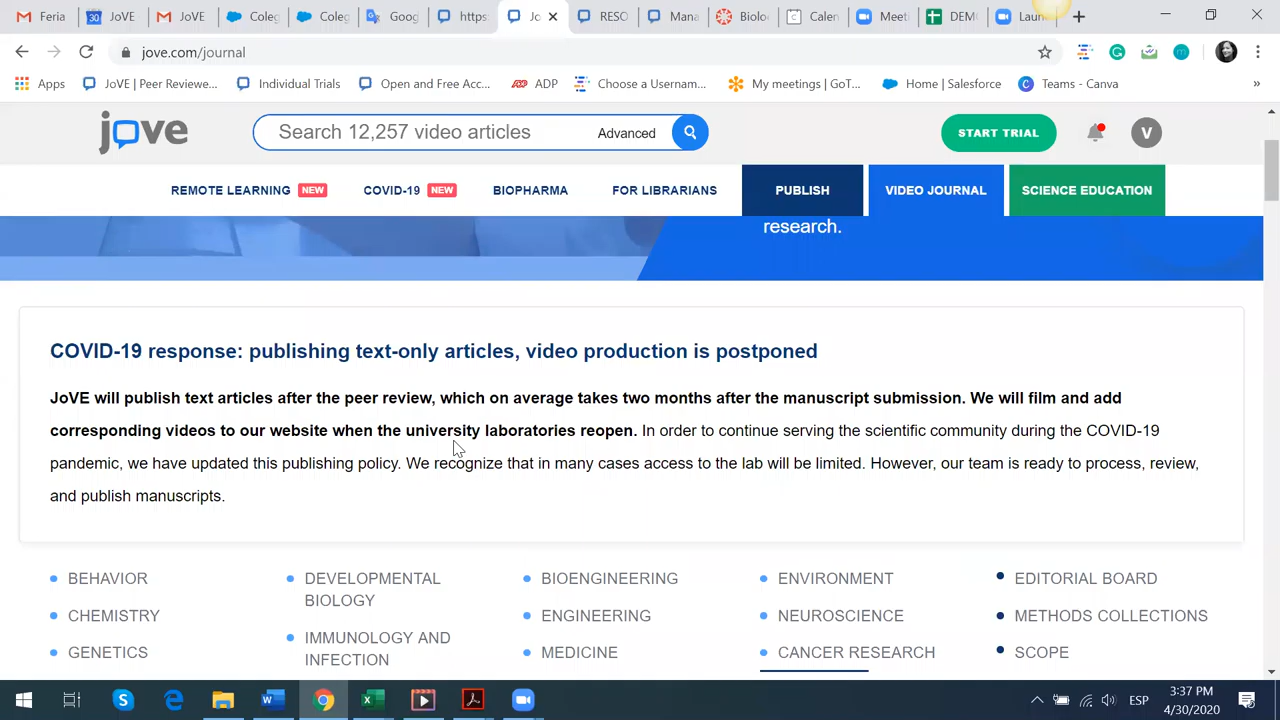 Feria
JoVE
JoVE
Coleg
Coleg
Goog
https:
Jo
RESO
Mana
Biolo
Calen
Meeti
DEMO
Laun
jove.com/journal
Apps
JoVE | Peer Reviewe...
Individual Trials
Open and Free Acc...
ADP
Choose a Usernam...
My meetings | GoT...
Home | Salesforce
Teams - Canva
»
jove
Search 12,257 video articles
Advanced
START TRIAL
V
REMOTE LEARNING NEW
COVID-19 NEW
BIOPHARMA
FOR LIBRARIANS
PUBLISH
VIDEO JOURNAL
SCIENCE EDUCATION
research.
COVID-19 response: publishing text-only articles, video production is postponed
JoVE will publish text articles after the peer review, which on average takes two months after the manuscript submission. We will film and add
corresponding videos to our website when the university laboratories reopen. In order to continue serving the scientific community during the COVID-19
pandemic, we have updated this publishing policy. We recognize that in many cases access to the lab will be limited. However, our team is ready to process, review,
and publish manuscripts.
BEHAVIOR
CHEMISTRY
GENETICS
DEVELOPMENTAL
BIOLOGY
IMMUNOLOGY AND
INFECTION
BIOENGINEERING
ENGINEERING
MEDICINE
ENVIRONMENT
NEUROSCIENCE
CANCER RESEARCH
EDITORIAL BOARD
METHODS COLLECTIONS
SCOPE
ESP
3:37 PM
4/30/2020